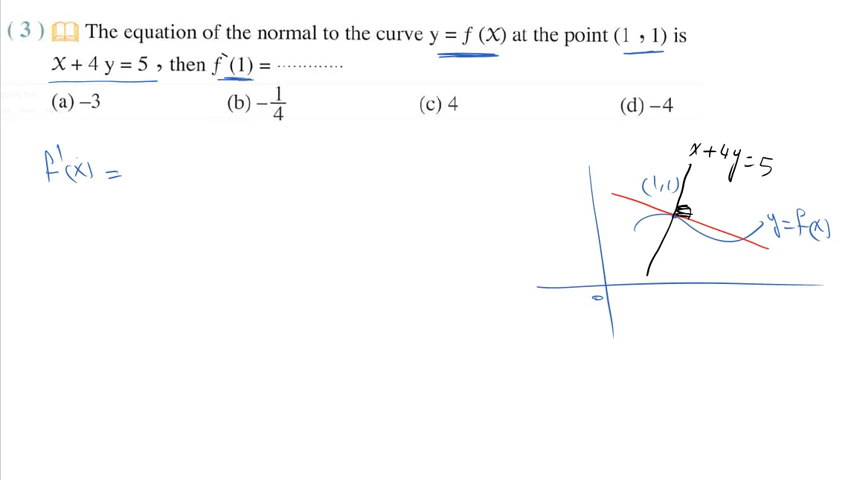 ( 3 ) The equation of the normal to the curve y = f (X) at the point (1 , 1) is
X + 4 y = 5 , then f`(1) = .............
(a) –3 (b) –1/4 (c) 4 (d) –4
f'(x) =
x+4y=5
(1,1)
y=f(x)
o